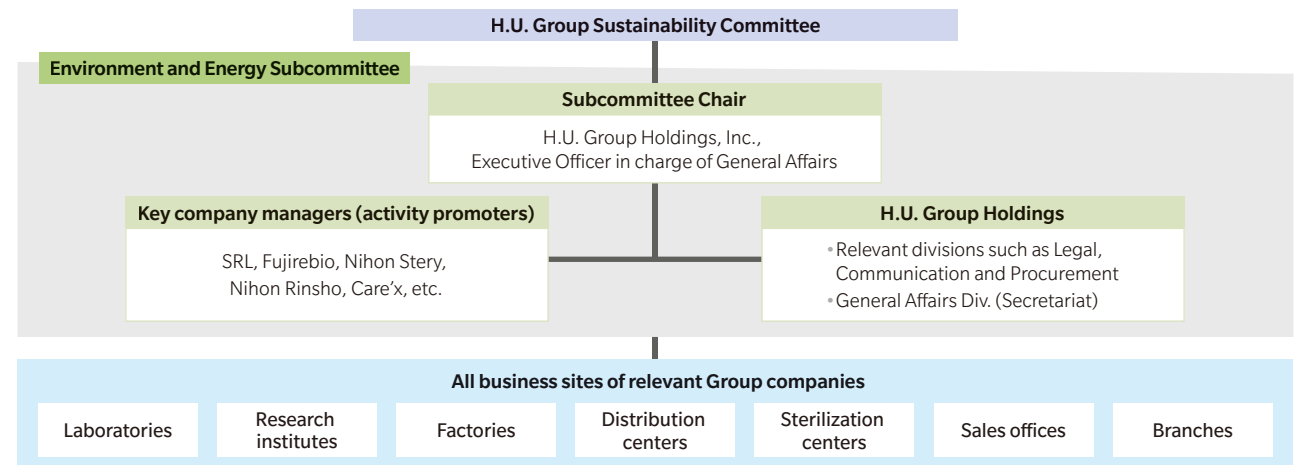 H.U. Group Sustainability Committee
Environment and Energy Subcommittee
Subcommittee Chair
H.U. Group Holdings, Inc.,
Executive Officer in charge of General Affairs
Key company managers (activity promoters)
SRL, Fujirebio, Nihon Stery,
Nihon Rinsho, Care’x, etc.
H.U. Group Holdings
•Relevant divisions such as Legal,
Communication and Procurement
•General Affairs Div. (Secretariat)
All business sites of relevant Group companies
Laboratories
Research
institutes
Factories
Distribution
centers
Sterilization
centers
Sales offices
Branches